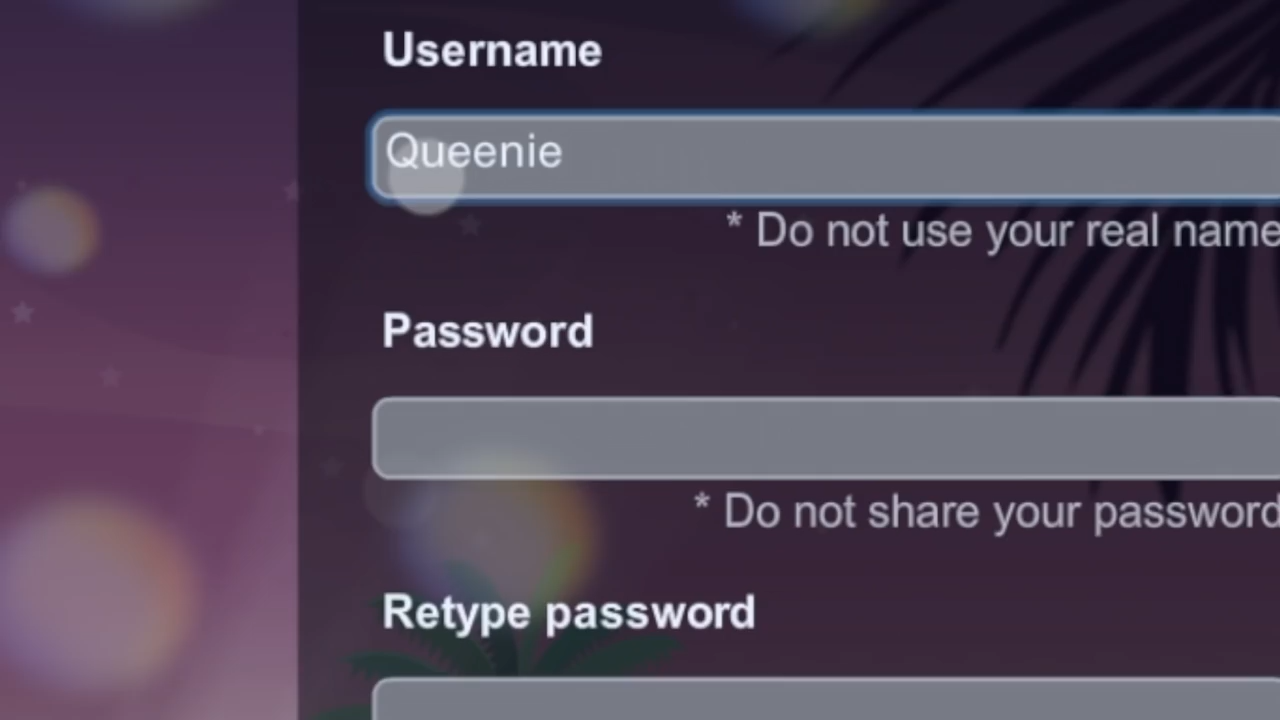 Username
Queenie
* Do not use your real name
Password
* Do not share your password
Retype password